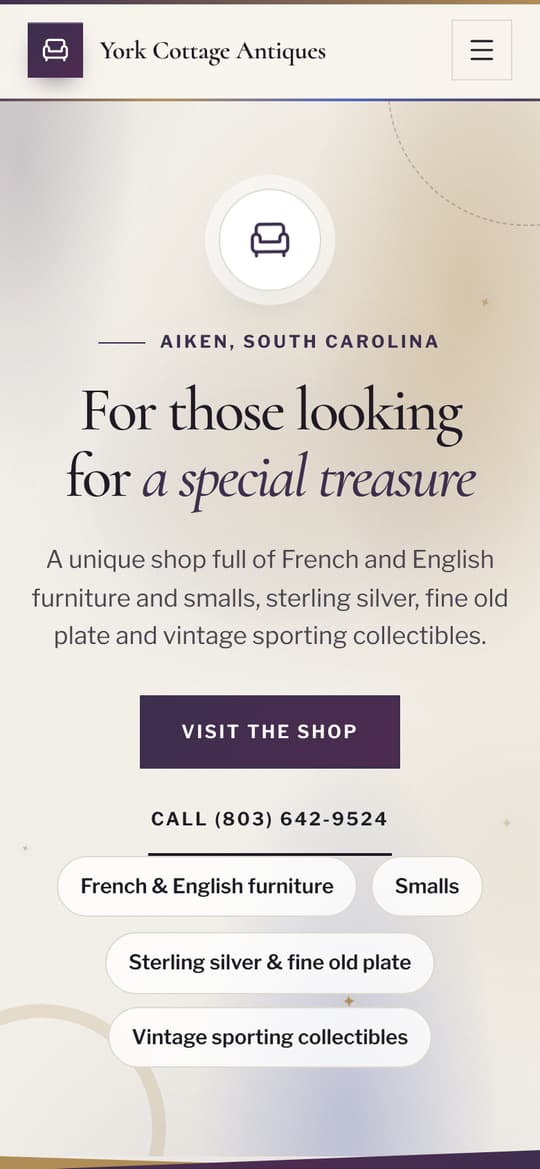 York Cottage Antiques
AIKEN, SOUTH CAROLINA
For those looking
for a special treasure
A unique shop full of French and English
furniture and smalls, sterling silver, fine old
plate and vintage sporting collectibles.
VISIT THE SHOP
CALL (803) 642-9524
French & English furniture
Smalls
Sterling silver & fine old plate
Vintage sporting collectibles